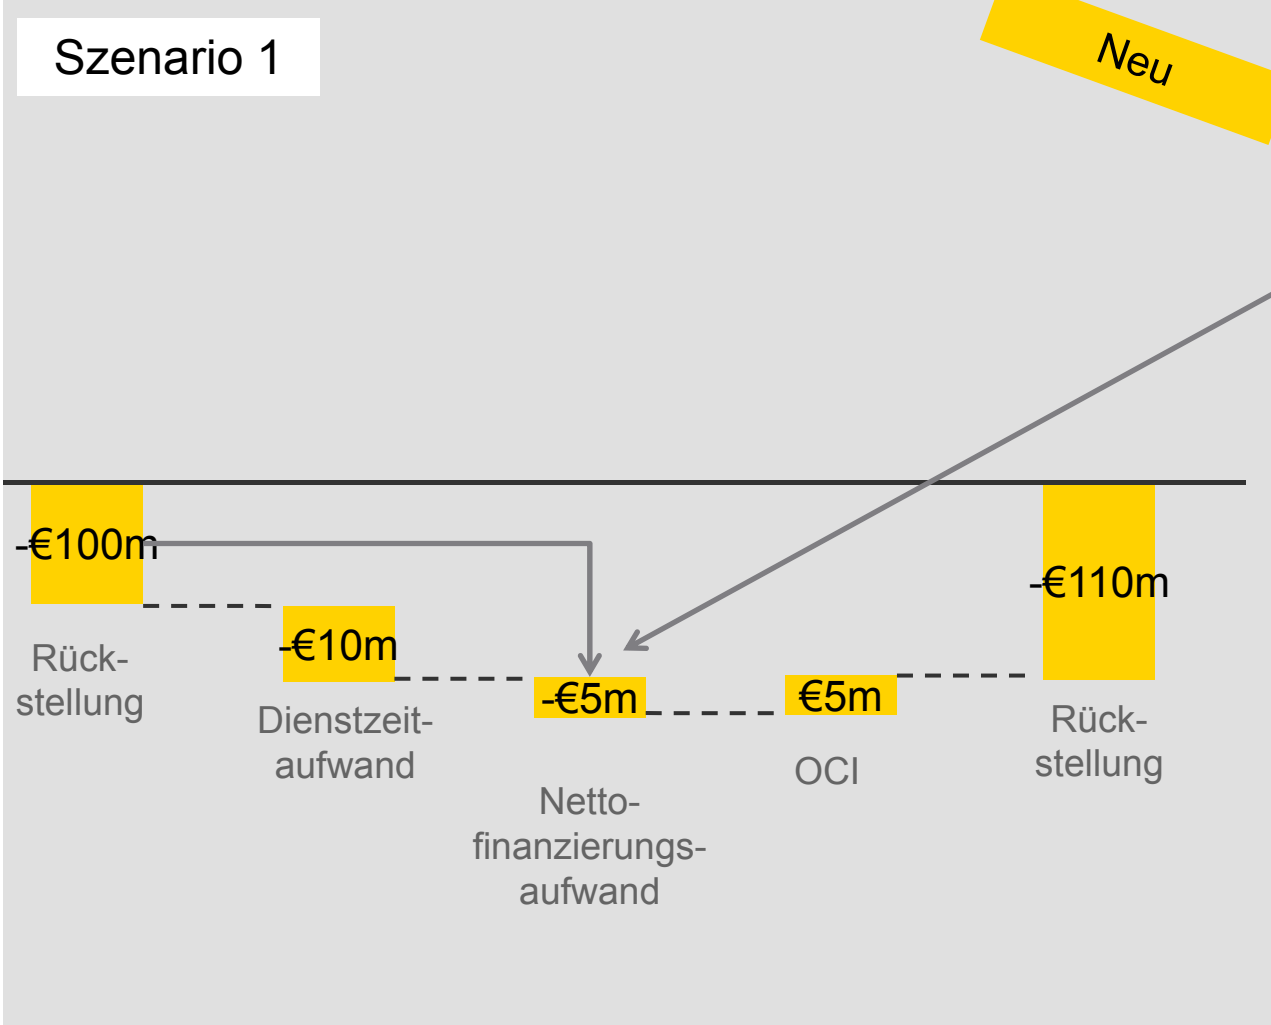 Szenario 1
Neu
-€100m
-€110m
-€10m
-€5m
€5m
Rück-
stellung
Dienstzeit-
aufwand
Netto-
finanzierungs-
aufwand
OCI
Rück-
stellung